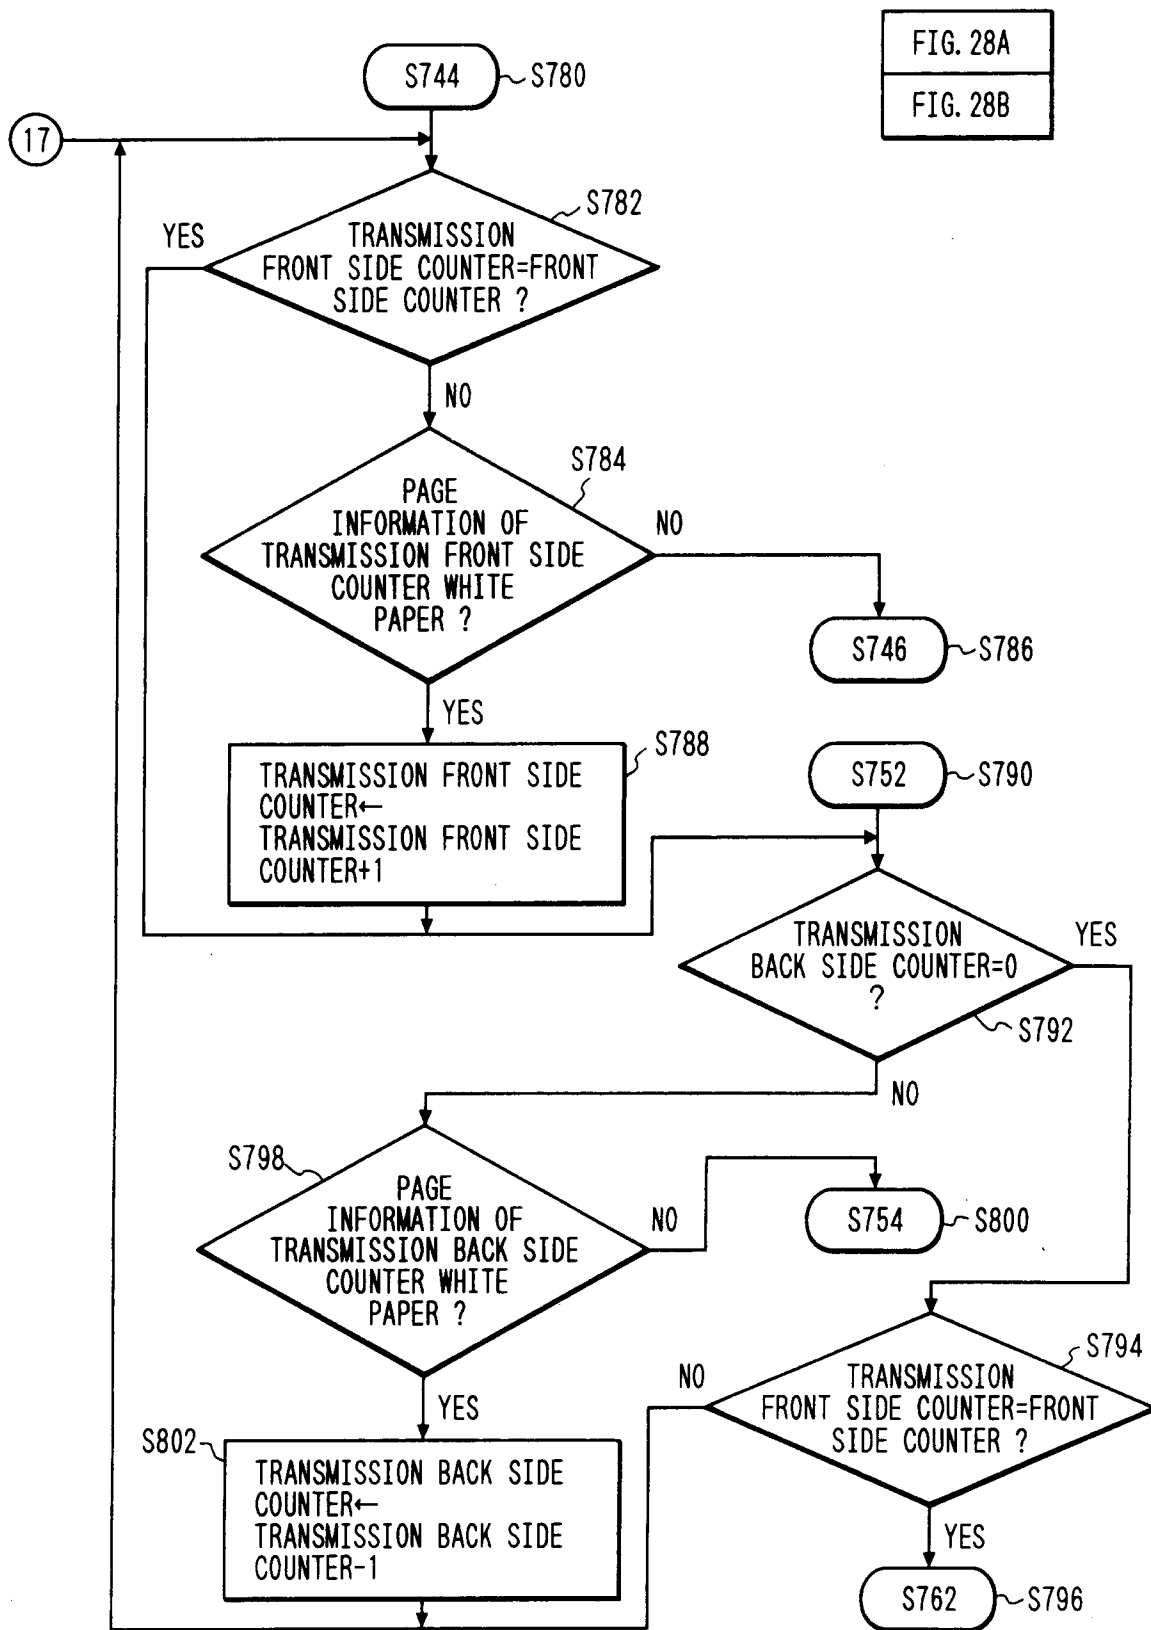 FIG. 28A
FIG. 28B
S744
S780
17
S782
YES
TRANSMISSION
FRONT SIDE COUNTER=FRONT
SIDE COUNTER ?
NO
S784
PAGE
INFORMATION OF
TRANSMISSION FRONT SIDE
COUNTER WHITE
PAPER ?
NO
S746
S786
YES
S788
TRANSMISSION FRONT SIDE
COUNTER←
TRANSMISSION FRONT SIDE
COUNTER+1
S752
S790
TRANSMISSION
BACK SIDE COUNTER=0
?
YES
S792
NO
S798
PAGE
INFORMATION OF
TRANSMISSION BACK SIDE
COUNTER WHITE
PAPER ?
NO
S754
S800
YES
S794
NO
TRANSMISSION
FRONT SIDE COUNTER=FRONT
SIDE COUNTER ?
S802
TRANSMISSION BACK SIDE
COUNTER←
TRANSMISSION BACK SIDE
COUNTER-1
YES
S762
S796